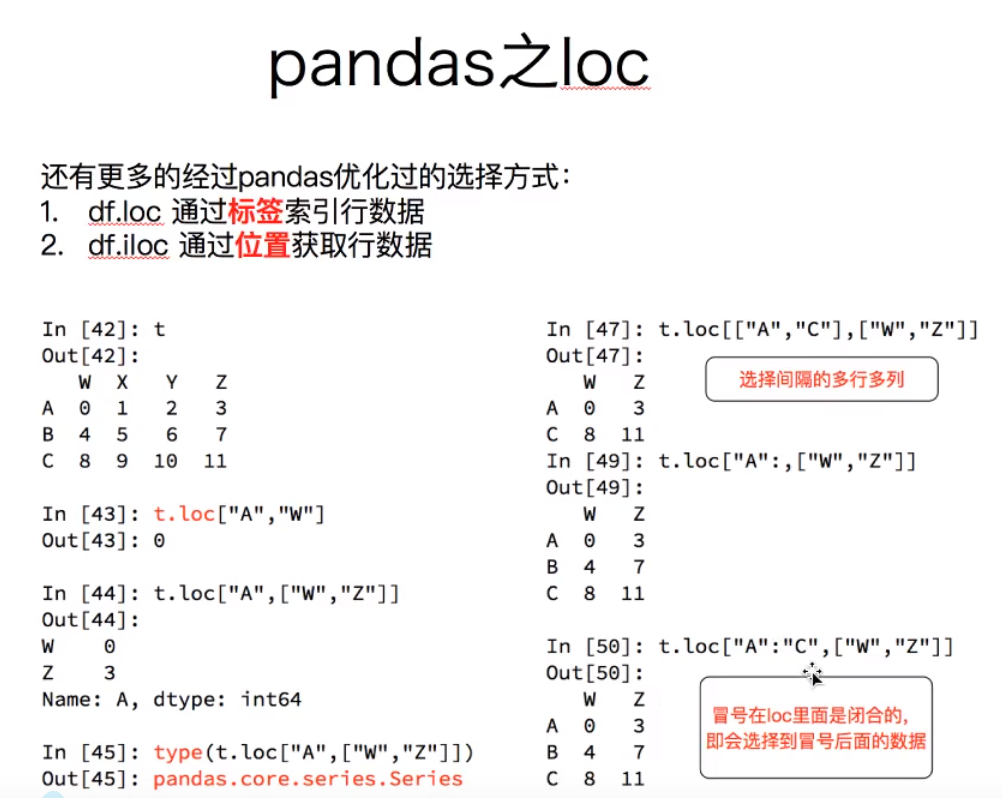 pandas之loc
还有更多的经过pandas优化过的选择方式：
1. df.loc 通过标签索引行数据
2. df.iloc 通过位置获取行数据
In [42]: t
Out[42]:
W X Y Z
A 0 1 2 3
B 4 5 6 7
C 8 9 10 11
In [43]: t.loc["A","W"]
Out[43]: 0
In [44]: t.loc["A",["W","Z"]]
Out[44]:
W 0
Z 3
Name: A, dtype: int64
In [45]: type(t.loc["A",["W","Z"]])
Out[45]: pandas.core.series.Series
In [47]: t.loc[["A","C"],["W","Z"]]
Out[47]:
选择间隔的多行多列
W Z
A 0 3
C 8 11
In [49]: t.loc["A":,["W","Z"]]
Out[49]:
W Z
A 0 3
B 4 7
C 8 11
In [50]: t.loc["A":"C",["W","Z"]]
Out[50]:
W Z
A 0 3
B 4 7
C 8 11
冒号在loc里面是闭合的，
即会选择到冒号后面的数据